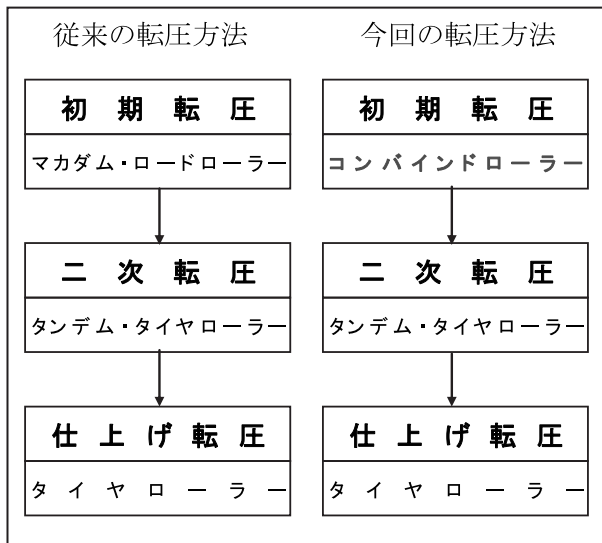 従来の転圧方法
初期転圧
マカダム・ロードローラー
二次転圧
タンデム・タイヤローラー
仕上げ転圧
タイヤローラー
今回の転圧方法
初期転圧
コンバインドローラー
二次転圧
タンデム・タイヤローラー
仕上げ転圧
タイヤローラー